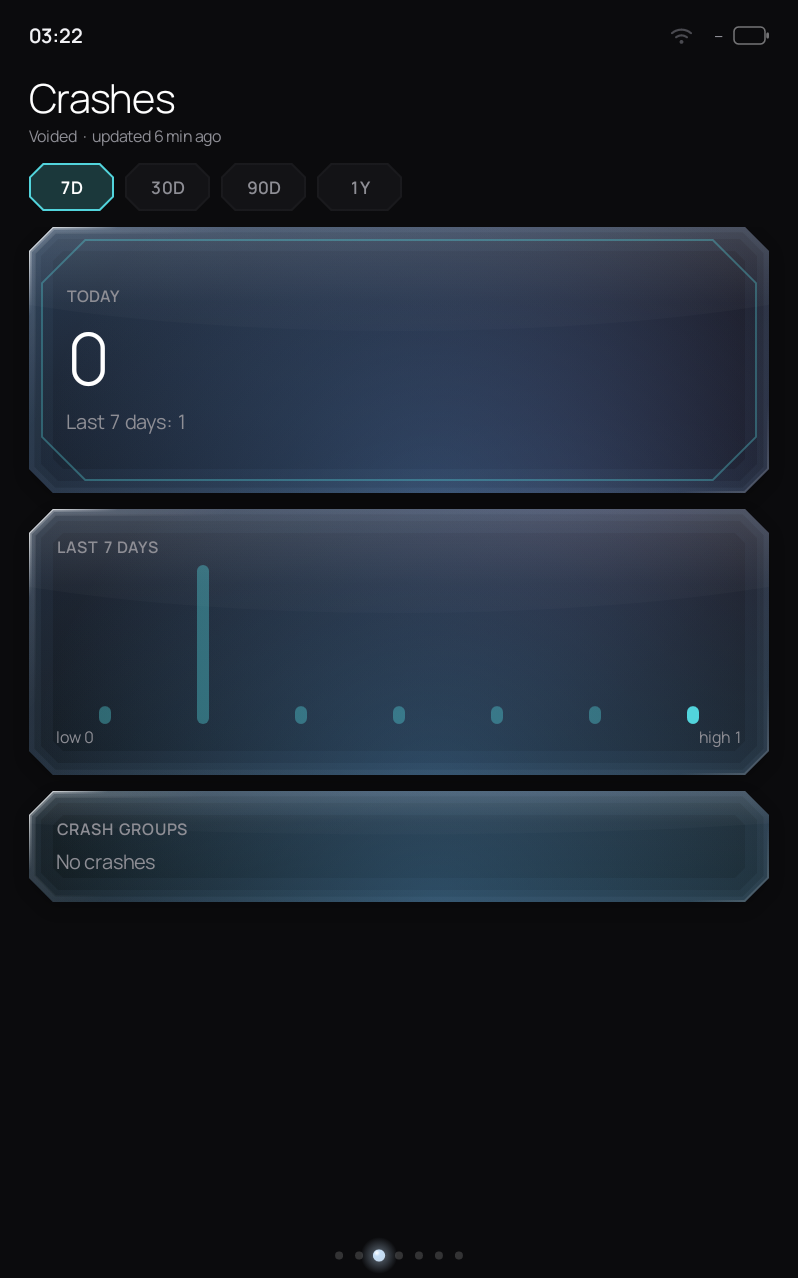 03:22
–
Crashes
Voided · updated 6 min ago
7D 30D 90D 1Y
TODAY
0
Last 7 days: 1
LAST 7 DAYS
low 0 high 1
CRASH GROUPS
No crashes